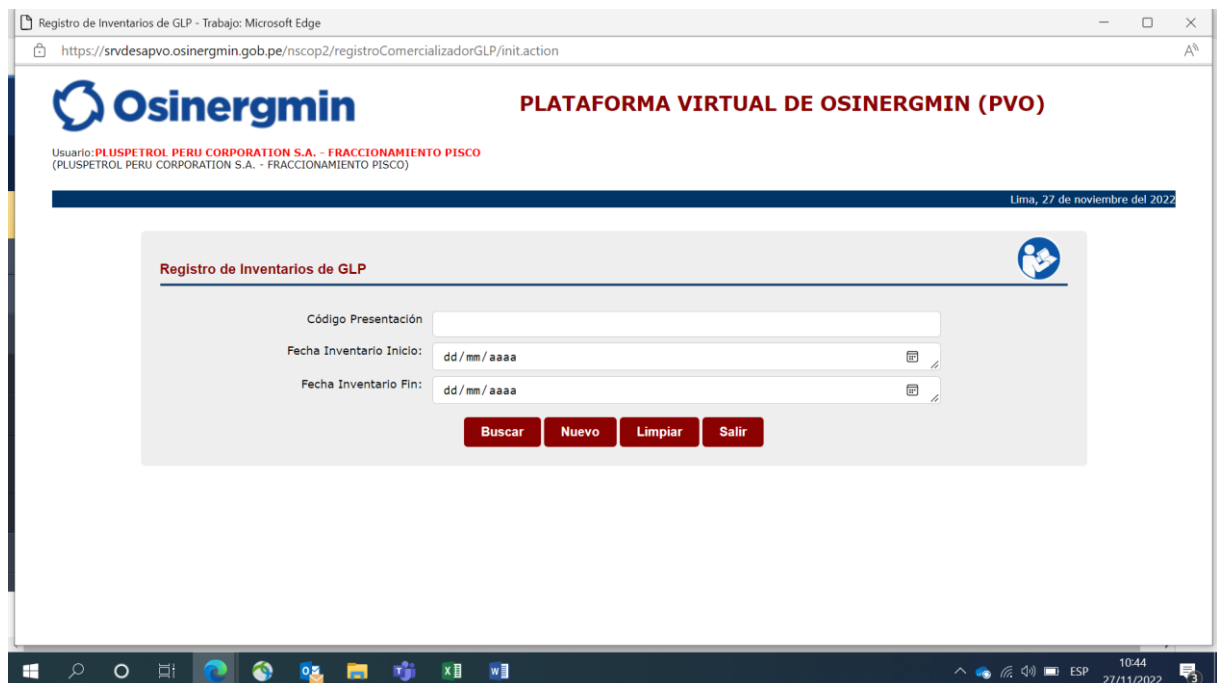 Registro de Inventarios de GLP - Trabajo: Microsoft Edge
https://srvdesapvo.osinergmin.gob.pe/nscop2/registroComercializadorGLP/init.action
Osinergmin
PLATAFORMA VIRTUAL DE OSINERGMIN (PVO)
Usuario:PLUSPETROL PERU CORPORATION S.A. - FRACCIONAMIENTO PISCO
(PLUSPETROL PERU CORPORATION S.A. - FRACCIONAMIENTO PISCO)
Lima, 27 de noviembre del 2022
Registro de Inventarios de GLP
Código Presentación
Fecha Inventario Inicio: dd/mm/aaaa
Fecha Inventario Fin: dd/mm/aaaa
Buscar Nuevo Limpiar Salir
ESP 10:44
27/11/2022 3